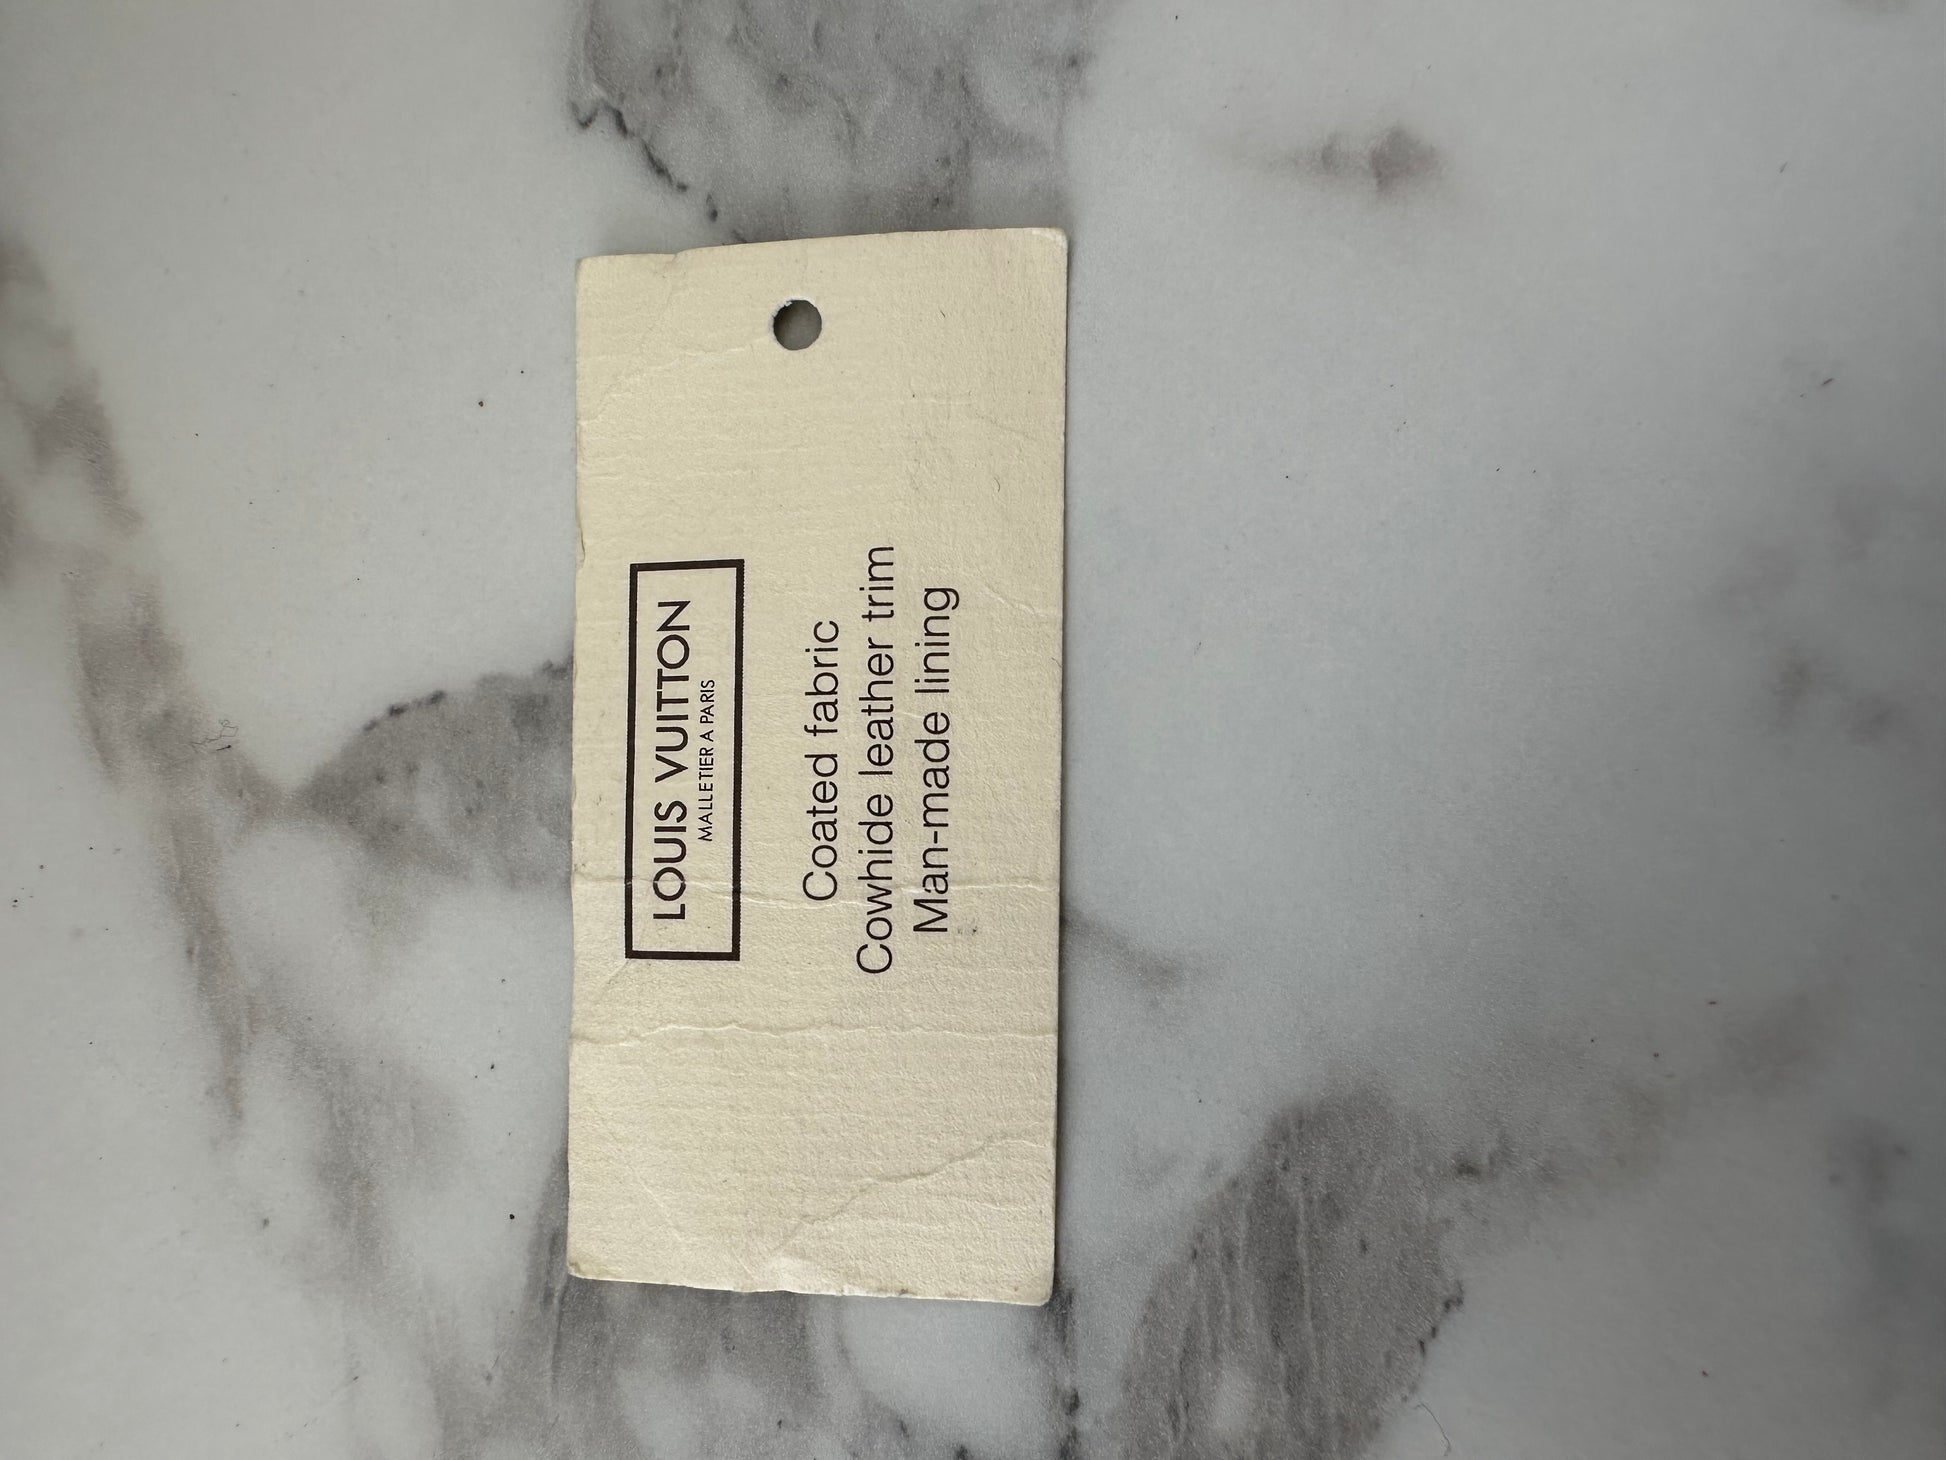 LOUIS VUITTON
MALLETIER A PARIS
Coated fabric
Cowhide leather trim
Man-made lining